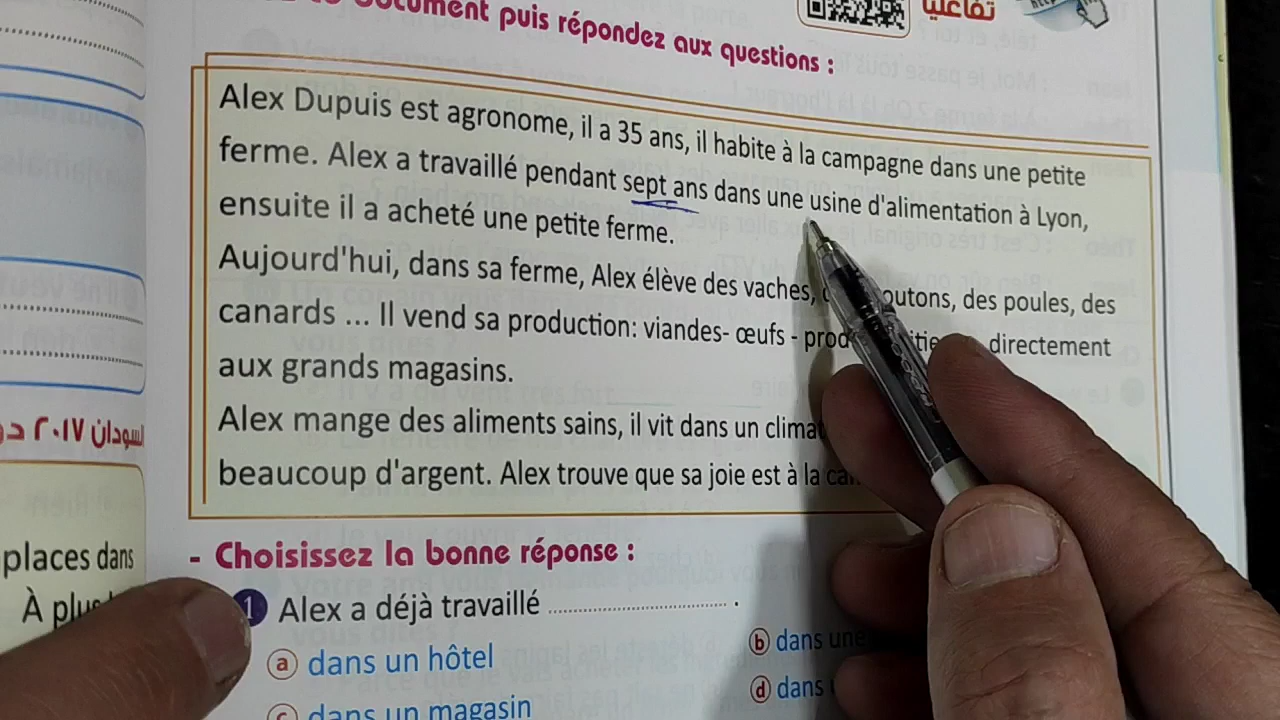 document puis répondez aux questions :
تفاعليا
Alex Dupuis est agronome, il a 35 ans, il habite à la campagne dans une petite
ferme. Alex a travaillé pendant sept ans dans une usine d'alimentation à Lyon,
ensuite il a acheté une petite ferme.
Aujourd'hui, dans sa ferme, Alex élève des vaches, des poules, des
canards ... Il vend sa production: viandes- œufs - directement
aux grands magasins.
Alex mange des aliments sains, il vit dans un climat
beaucoup d'argent. Alex trouve que sa joie est à la
السودان ٢٠١٧
places dans
À
- Choisissez la bonne réponse :
1 Alex a déjà travaillé .................................. .
a dans un hôtel
b dans une
c dans un magasin
d dans